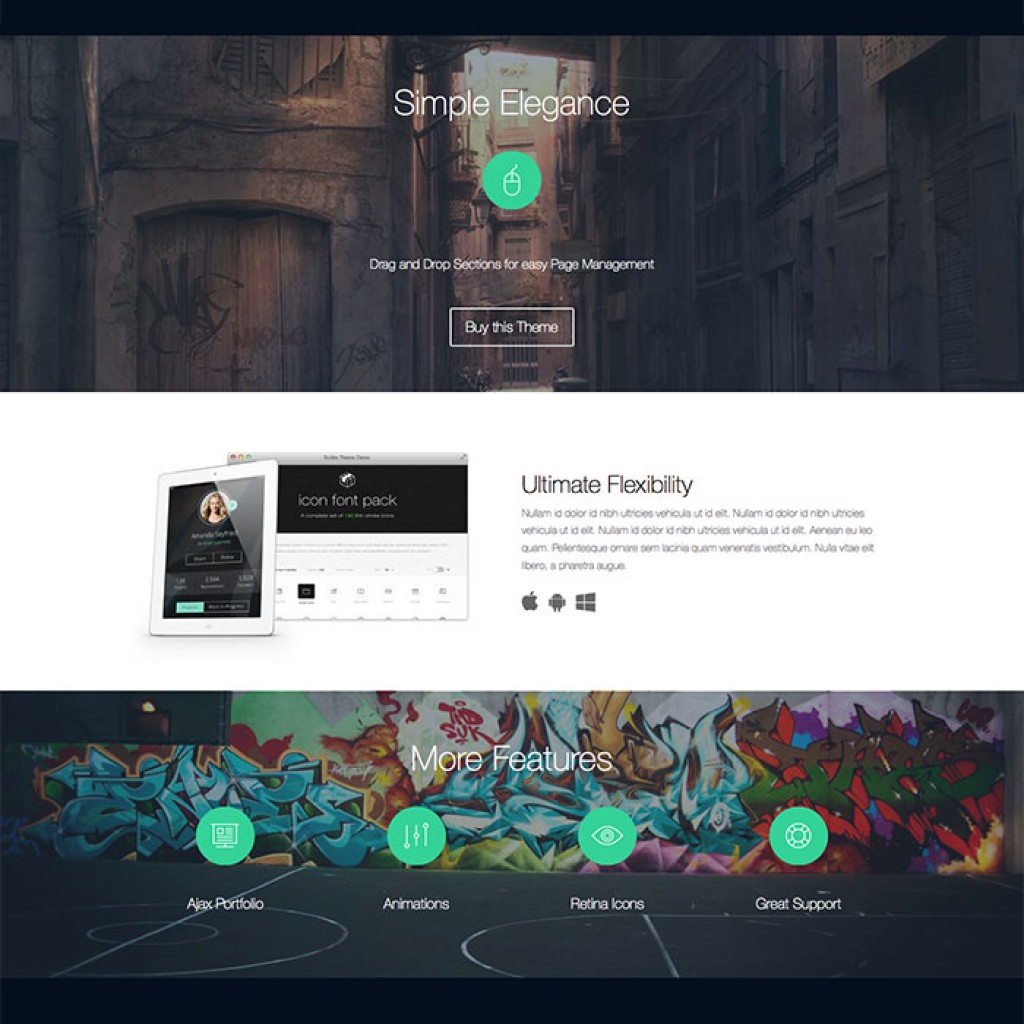 Simple Elegance
Drag and Drop Sections for easy Page Management
Buy this Theme
icon font pack
A complete set of 140 thin stroke icons
Ultimate Flexibility
Nullam id dolor id nibh ultricies vehicula ut id elit. Nullam id dolor id nibh ultricies
vehicula ut id elit. Nullam id dolor id nibh ultricies vehicula ut id elit. Aenean eu leo
quam. Pellentesque ornare sem lacinia quam venenatis vestibulum. Nulla vitae elit
libero, a pharetra augue.
Amanda Seyfried
Share Follow
More Features
Ajax Portfolio
Animations
Retina Icons
Great Support